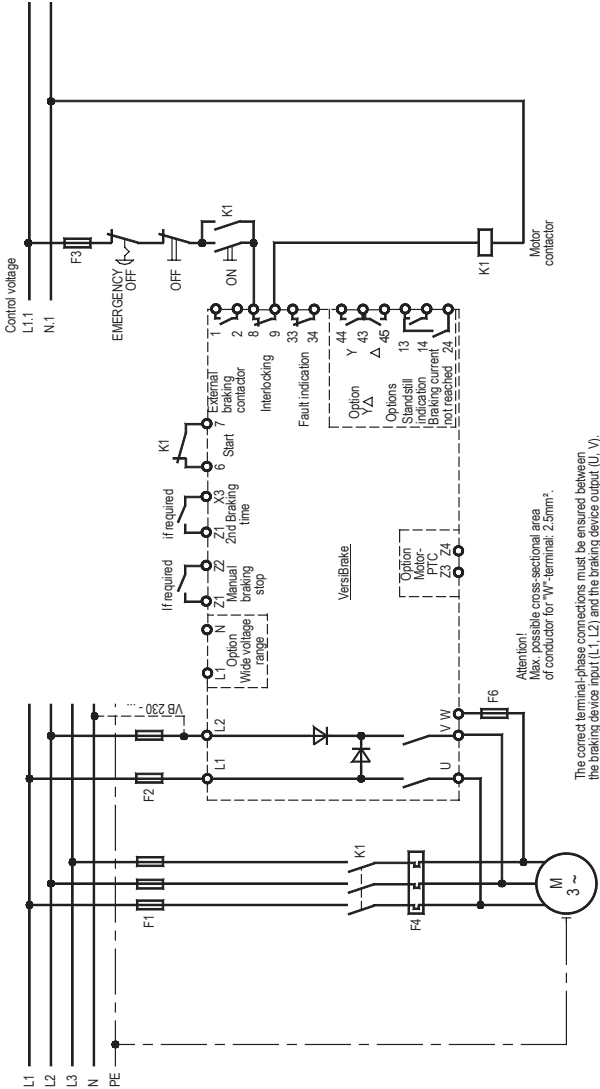 Control voltage
L1.1
N.1
F3
EMERGENCY
OFF
OFF
ON
K1
K1
Motor
contactor
1
2
8
9
33
34
44
43
45
13
14
24
External
braking
contactor
Interlocking
Fault indication
Option
Y△
Y
△
Options
Standstill
indication
Braking current
not reached
K1
6
7
Start
if required
Z1
X3
2nd Braking
time
If required
Z1
Z2
Manual
braking
stop
L1
N
Option
Wide voltage
range
VersiBrake
Option
Motor-
PTC
Z3
Z4
VB 230 - ...
L1
L2
F2
U
V
W
F6
L1
L2
L3
N
PE
F1
K1
F4
M
3 ~
Attention!
Max. possible cross-sectional area
of conductor for "W"-terminal: 2.5mm².
The correct terminal-phase connections must be ensured between
the braking device input (L1, L2) and the braking device output (U, V).